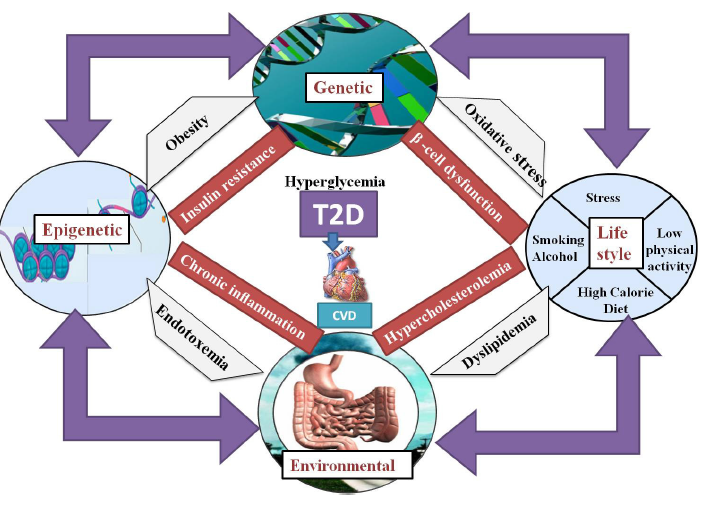 Genetic
Obesity
Oxidative stress
Insulin resistance
β -cell dysfunction
Hyperglycemia
T2D
Epigenetic
Stress
Smoking
Alcohol
Life
style
Low
physical
activity
High Calorie
Diet
Chronic inflammation
Hypercholesterolemia
CVD
Endotoxemia
Dyslipidemia
Environmental